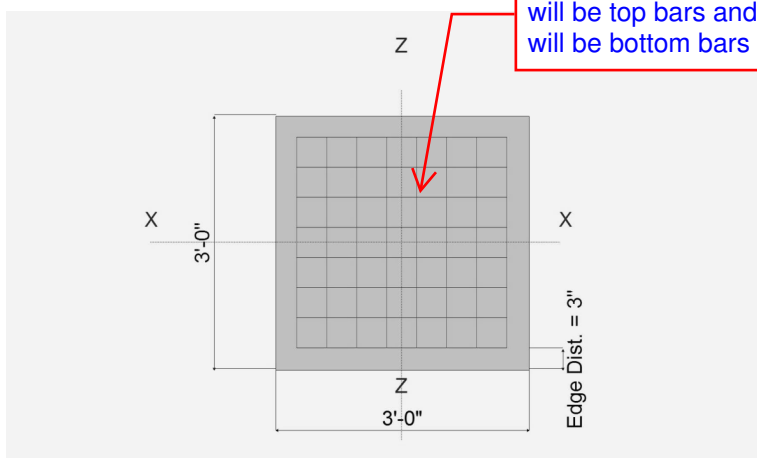 will be top bars and
will be bottom bars
Z
X
X
3'-0"
Edge Dist. = 3"
Z
3'-0"